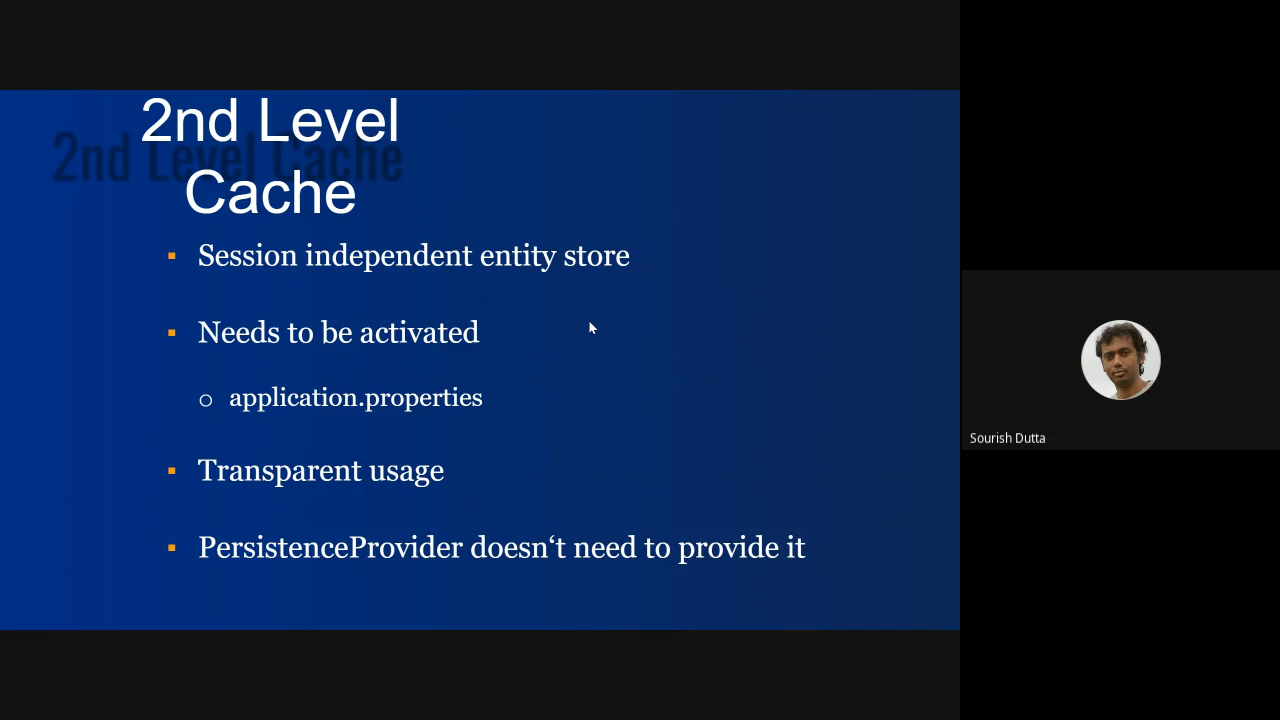 2nd Level
Cache
2nd Level Cache
▪ Session independent entity store
▪ Needs to be activated
o application.properties
▪ Transparent usage
▪ PersistenceProvider doesn‘t need to provide it
Sourish Dutta